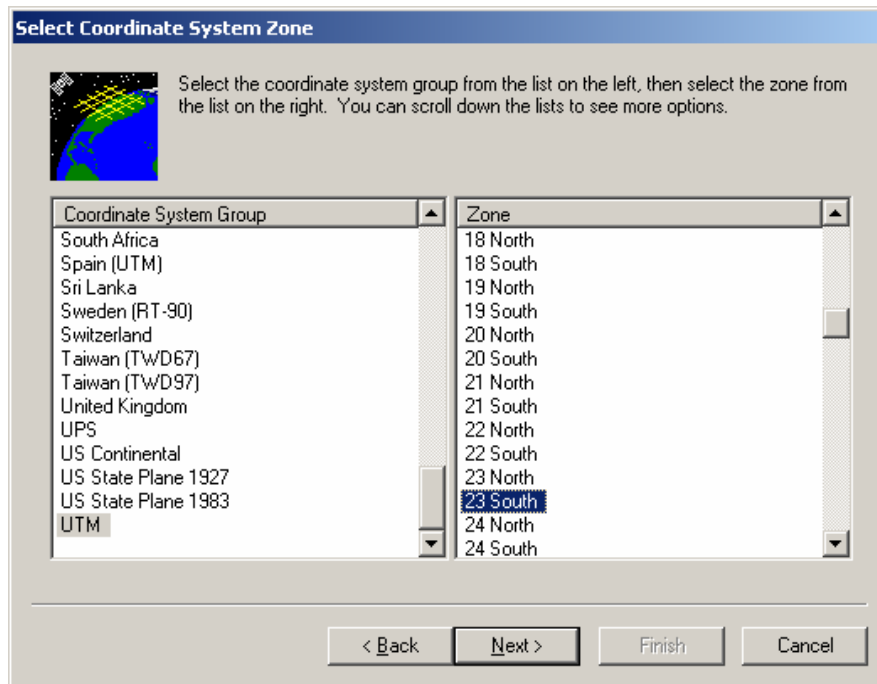 Select Coordinate System Zone
Select the coordinate system group from the list on the left, then select the zone from
the list on the right. You can scroll down the lists to see more options.
Coordinate System Group
South Africa
Spain (UTM)
Sri Lanka
Sweden (RT-90)
Switzerland
Taiwan (TWD67)
Taiwan (TWD97)
United Kingdom
UPS
US Continental
US State Plane 1927
US State Plane 1983
UTM
Zone
18 North
18 South
19 North
19 South
20 North
20 South
21 North
21 South
22 North
22 South
23 North
23 South
24 North
24 South
< Back
Next >
Finish
Cancel